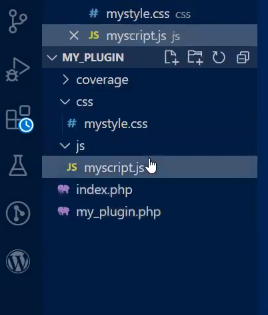 # mystyle.css css
JS myscript.js js
MY_PLUGIN
coverage
css
# mystyle.css
js
JS myscript.js
index.php
my_plugin.php